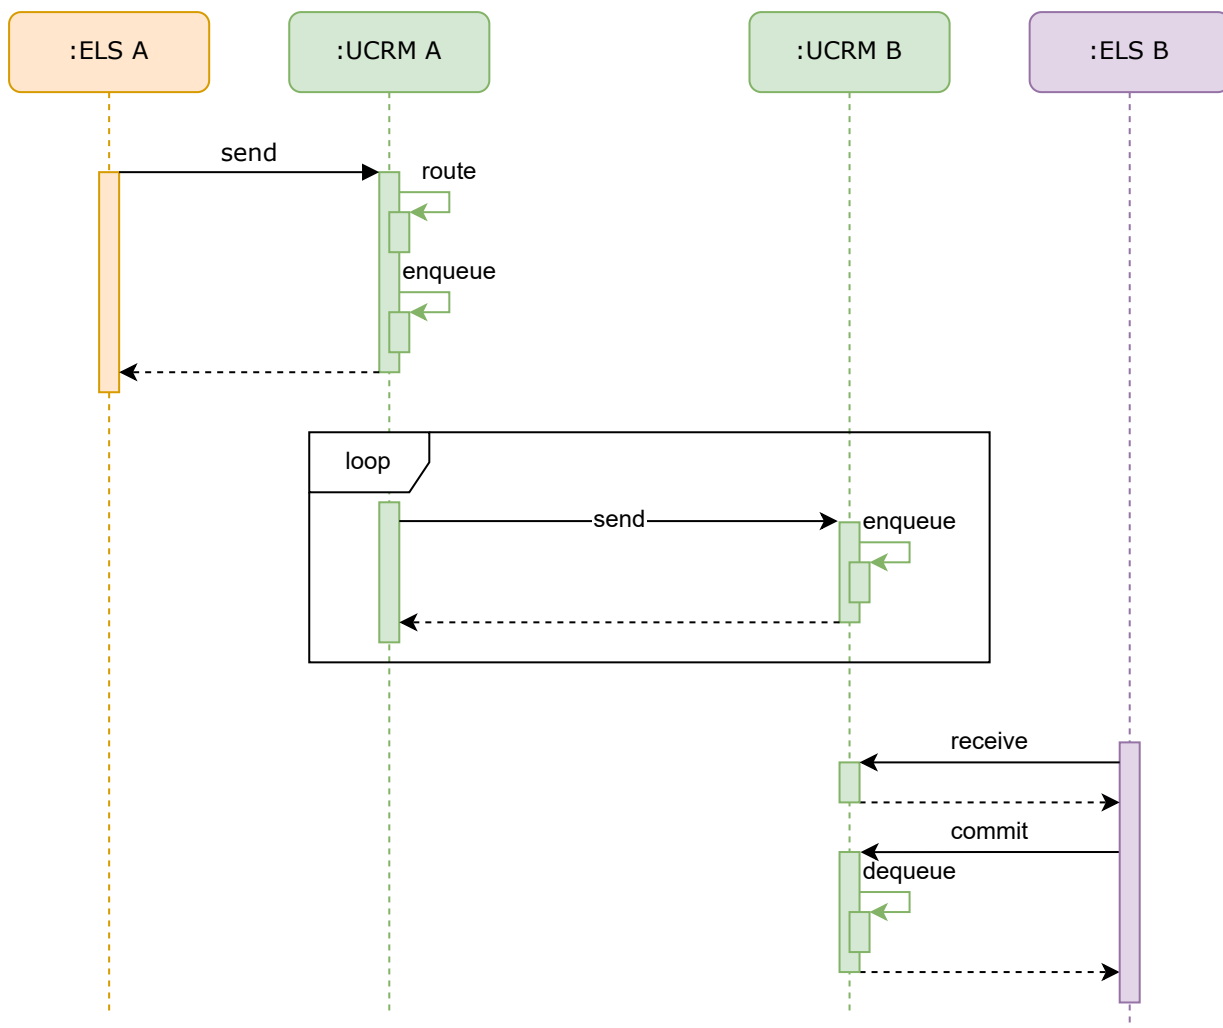 :ELS A
:UCRM A
:UCRM B
:ELS B
send
route
enqueue
loop
send
enqueue
receive
commit
dequeue